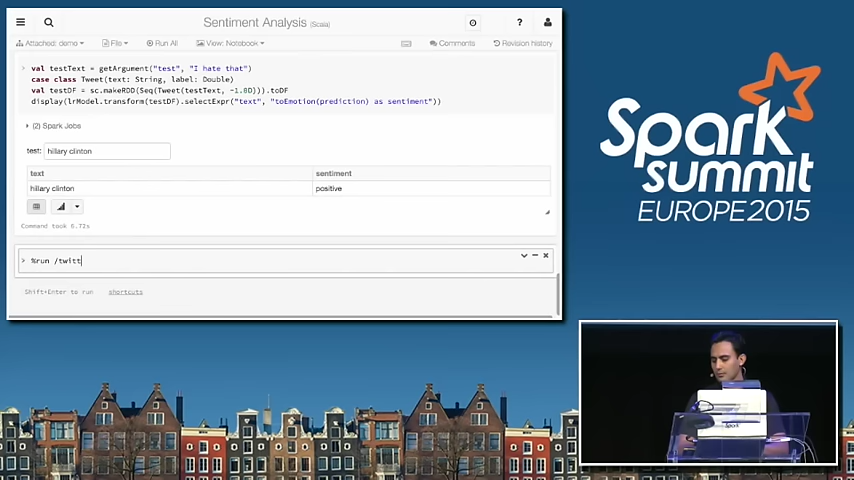 Sentiment Analysis (Scala)
?
Attached: demo
File
Run All
View: Notebook
Comments
Revision history
val testText = getArgument("test", "I hate that")
case class Tweet(text: String, label: Double)
val testDF = sc.makeRDD(Seq(Tweet(testText, -1.0D))).toDF
display(lrModel.transform(testDF).selectExpr("text", "toEmotion(prediction) as sentiment"))
(2) Spark Jobs
test: hillary clinton
text sentiment
hillary clinton positive
Command took 6.72s
> %run /twitt
Shift+Enter to run shortcuts
Spark
summit
EUROPE 2015
Spark